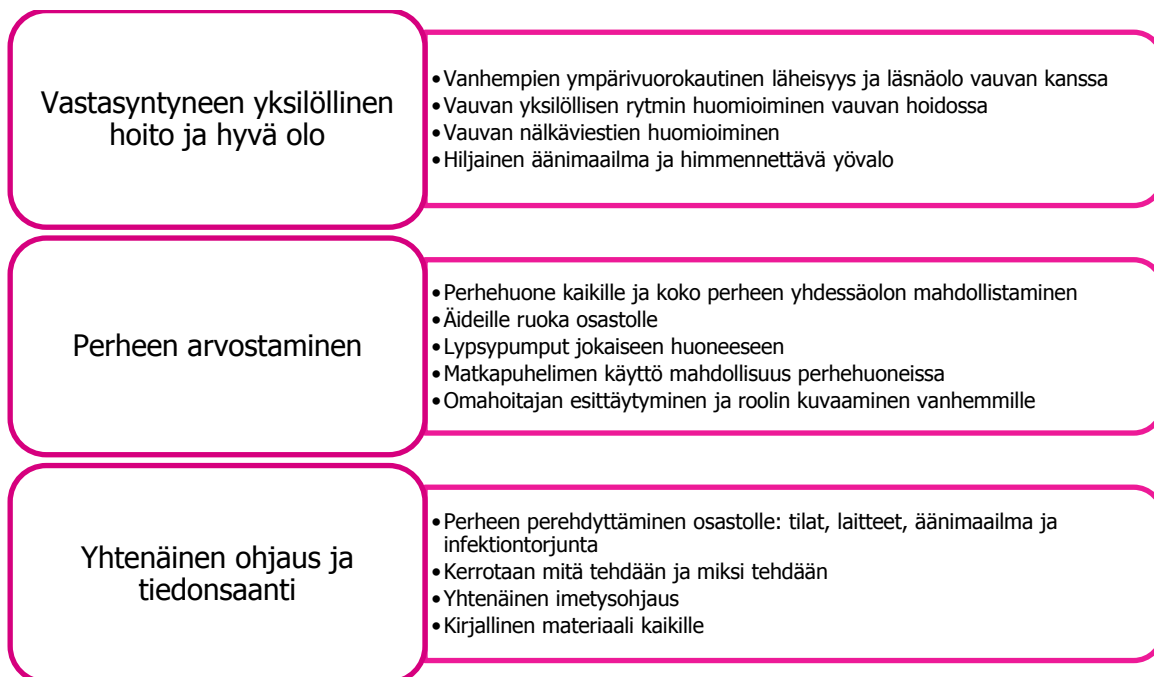 Vastasyntyneen yksilöllinen
hoito ja hyvä olo
•Vanhempien ympärivuorokautinen läheisyys ja läsnäolo vauvan kanssa
•Vauvan yksilöllisen rytmin huomioiminen vauvan hoidossa
•Vauvan nälkäviestien huomioiminen
•Hiljainen äänimaailma ja himmennettävä yövalo
Perheen arvostaminen
•Perhehuone kaikille ja koko perheen yhdessäolon mahdollistaminen
•Äideille ruoka osastolle
•Lypsypumput jokaiseen huoneeseen
•Matkapuhelimen käyttö mahdollisuus perhehuoneissa
•Omahoitajan esittäytyminen ja roolin kuvaaminen vanhemmille
Yhtenäinen ohjaus ja
tiedonsaanti
•Perheen perehdyttäminen osastolle: tilat, laitteet, äänimaailma ja
infektiontorjunta
•Kerrotaan mitä tehdään ja miksi tehdään
•Yhtenäinen imetysohjaus
•Kirjallinen materiaali kaikille